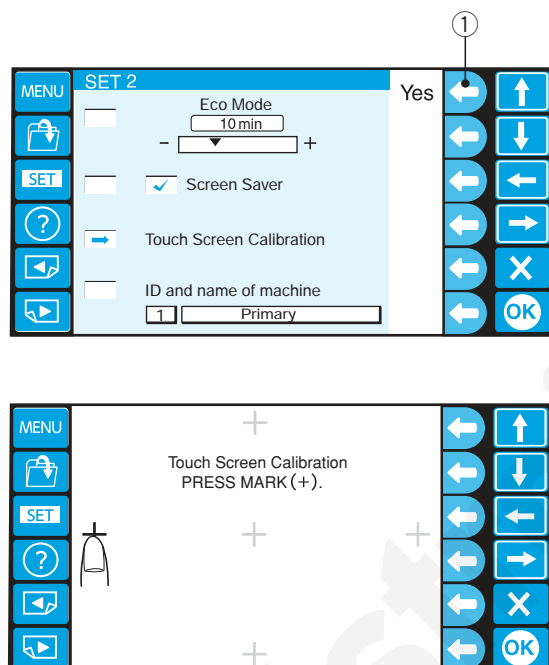 1
MENU
SET 2
Yes
Eco Mode
10 min
- +
SET
Screen Saver
?
Touch Screen Calibration
ID and name of machine
1 Primary
OK
MENU
Touch Screen Calibration
PRESS MARK (+).
SET
?
OK